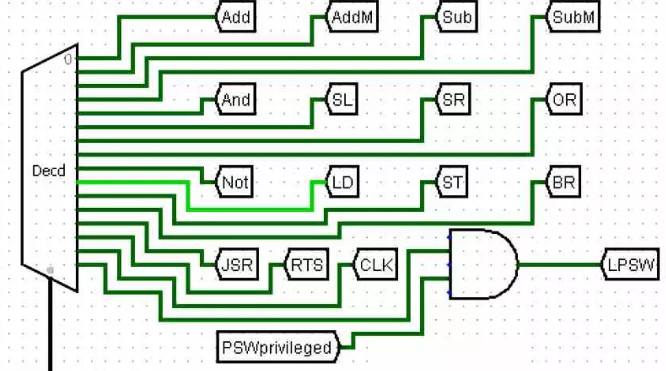 Add AddM Sub SubM
0
And SL SR OR
Decd
Not LD ST BR
JSR RTS CLK LPSW
PSWprivileged